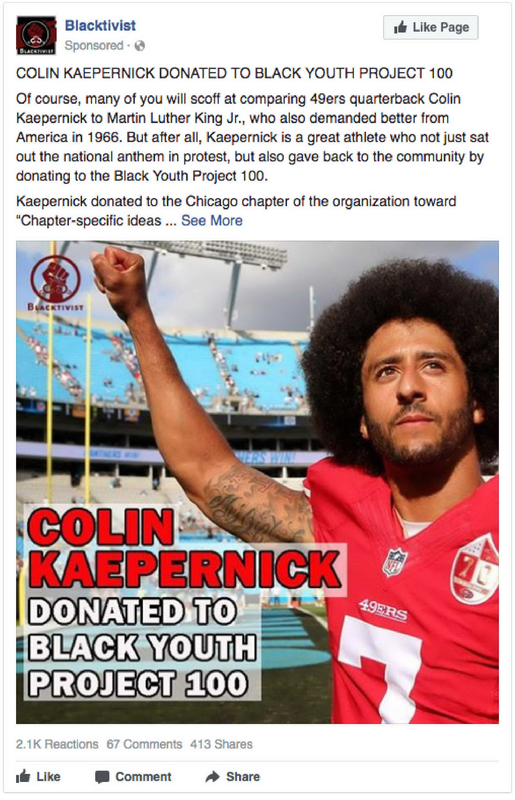 Blacktivist
Sponsored ·
Like Page
BLACKTIVIST
COLIN KAEPERNICK DONATED TO BLACK YOUTH PROJECT 100
Of course, many of you will scoff at comparing 49ers quarterback Colin
Kaepernick to Martin Luther King Jr., who also demanded better from
America in 1966. But after all, Kaepernick is a great athlete who not just sat
out the national anthem in protest, but also gave back to the community by
donating to the Black Youth Project 100.
Kaepernick donated to the Chicago chapter of the organization toward
"Chapter-specific ideas ... See More
BLACKTIVIST
PANTHERS WIN!
COLIN
KAEPERNICK
DONATED TO
BLACK YOUTH
PROJECT 100
NFL
70
49ERS
7
2.1K Reactions 67 Comments 413 Shares
Like Comment Share